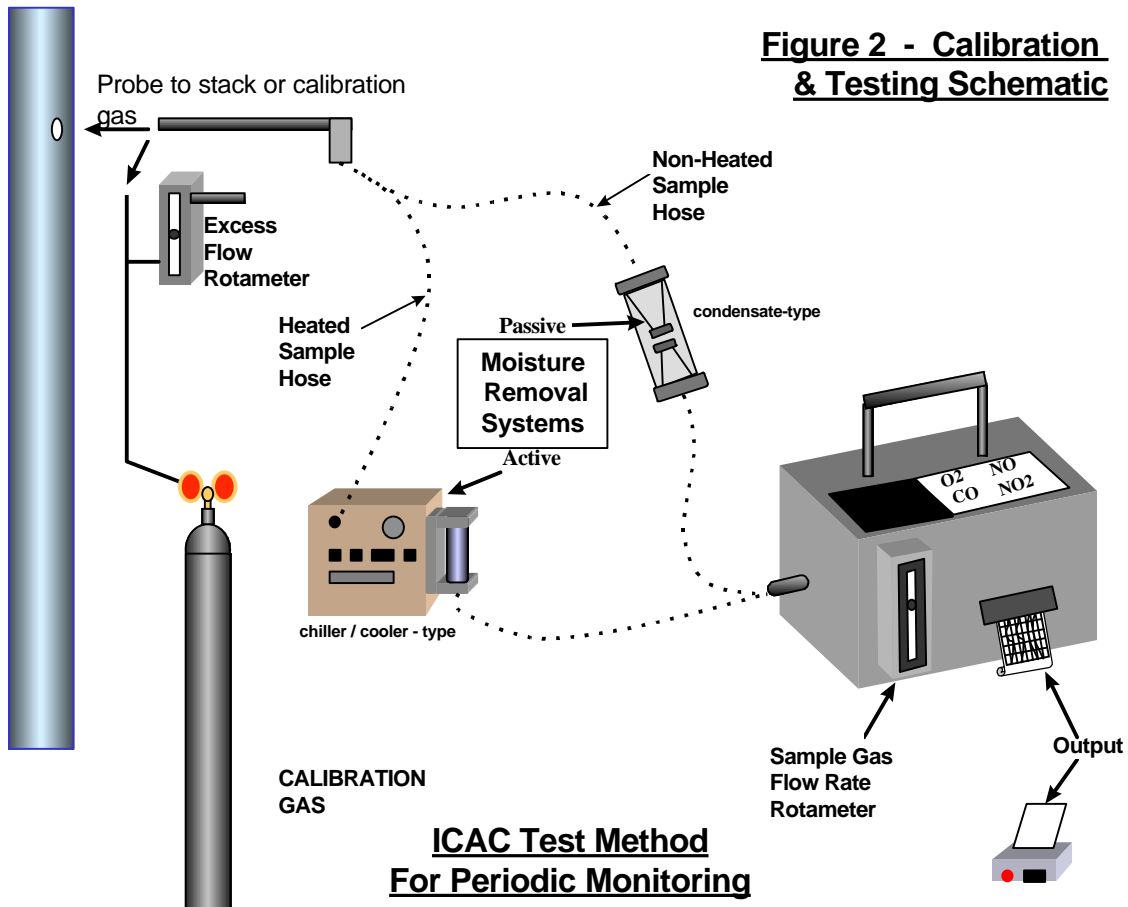 Figure 2 - Calibration
& Testing Schematic
Probe to stack or calibration
gas
Non-Heated
Sample
Hose
Excess
Flow
Rotameter
Heated
Sample
Hose
Passive
condensate-type
Moisture
Removal
Systems
Active
O2 NO
CO NO2
chiller / cooler - type
Sample Gas
Flow Rate
Rotameter
Output
CALIBRATION
GAS
ICAC Test Method
For Periodic Monitoring